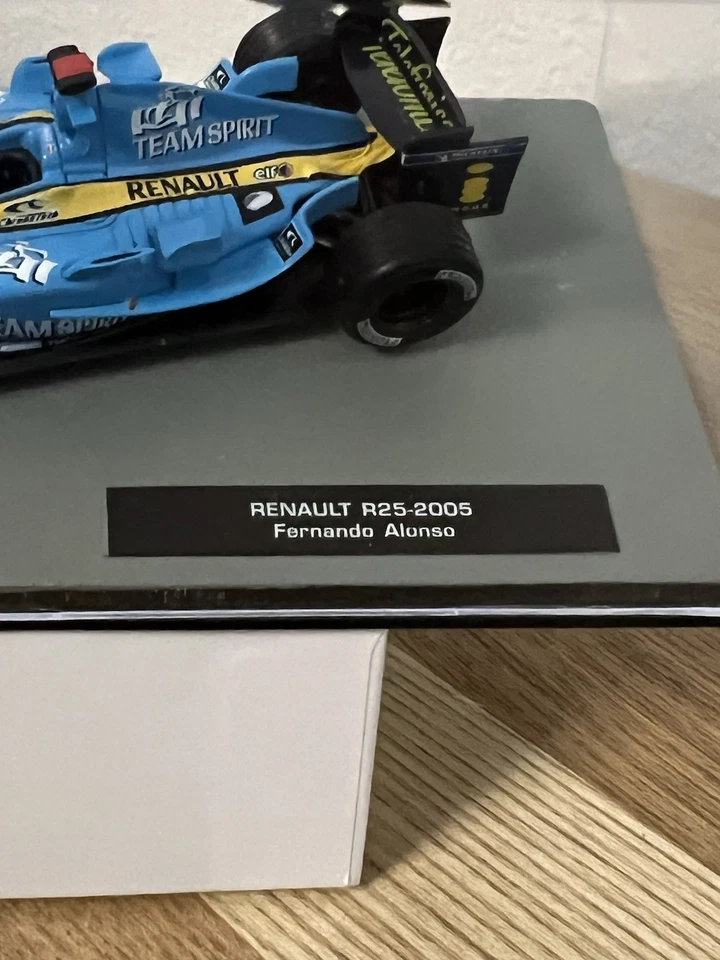 Telefonica
TEAM SPIRIT
RENAULT elf
TEAM SPIRIT
RENAULT R25-2005
Fernando Alonso